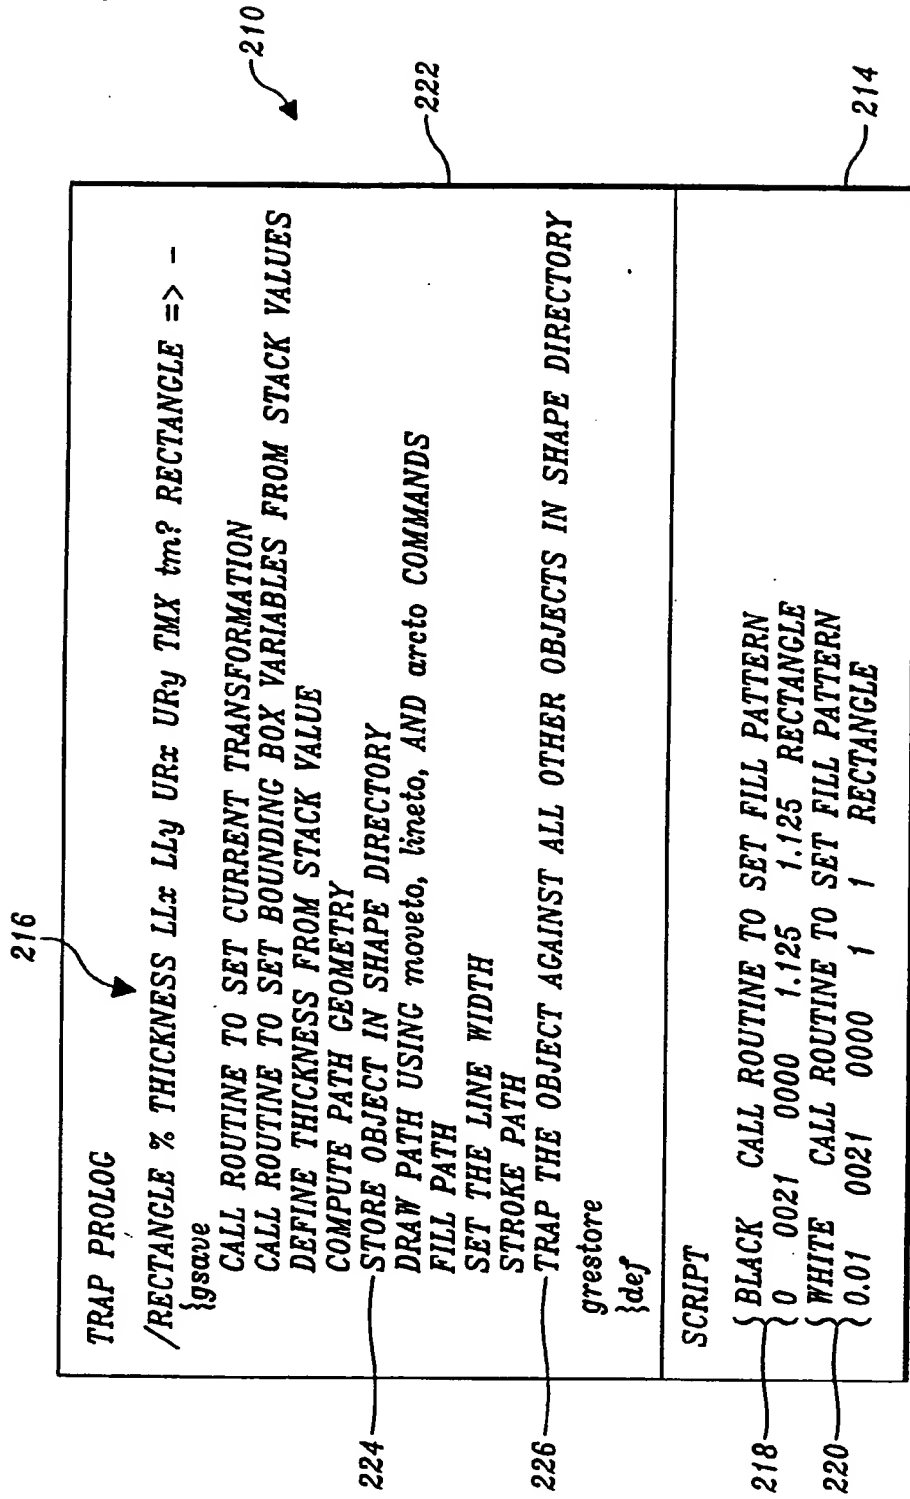 TRAP PROLOG
/RECTANGLE % THICKNESS LLx LLy URx URy TMX tm? RECTANGLE => -
{gsave
CALL ROUTINE TO SET CURRENT TRANSFORMATION
CALL ROUTINE TO SET BOUNDING BOX VARIABLES FROM STACK VALUES
DEFINE THICKNESS FROM STACK VALUE
COMPUTE PATH GEOMETRY
STORE OBJECT IN SHAPE DIRECTORY
DRAW PATH USING moveto, lineto, AND arcto COMMANDS
FILL PATH
SET THE LINE WIDTH
STROKE PATH
TRAP THE OBJECT AGAINST ALL OTHER OBJECTS IN SHAPE DIRECTORY
grestore
}def
SCRIPT
BLACK CALL ROUTINE TO SET FILL PATTERN
0 0021 0000 1.125 1.125 RECTANGLE
WHITE CALL ROUTINE TO SET FILL PATTERN
0.01 0021 0000 1 1 RECTANGLE
210
216
222
224
226
214
218
220